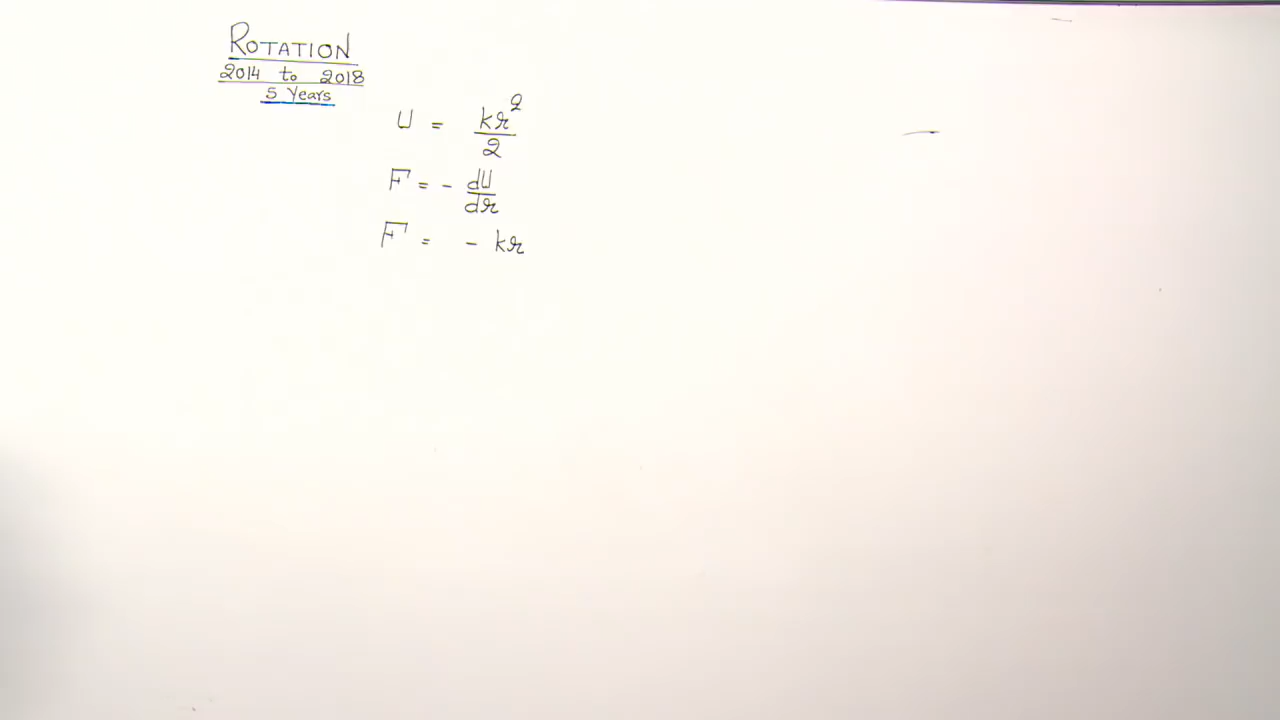 ROTATION
2014 to 2018
5 Years
U = kr²/2
F = - dU/dr
F = - kr